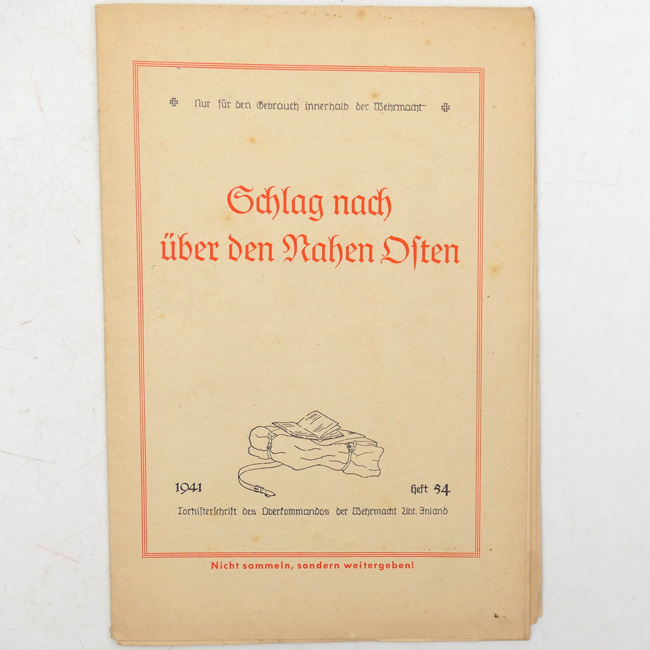 Nur für den Gebrauch innerhalb der Wehrmacht
Schlag nach
über den Nahen Osten
1941
Heft 54
Tornisterschrift des Oberkommandos der Wehrmacht Abt. Inland
Nicht sammeln, sondern weitergeben!